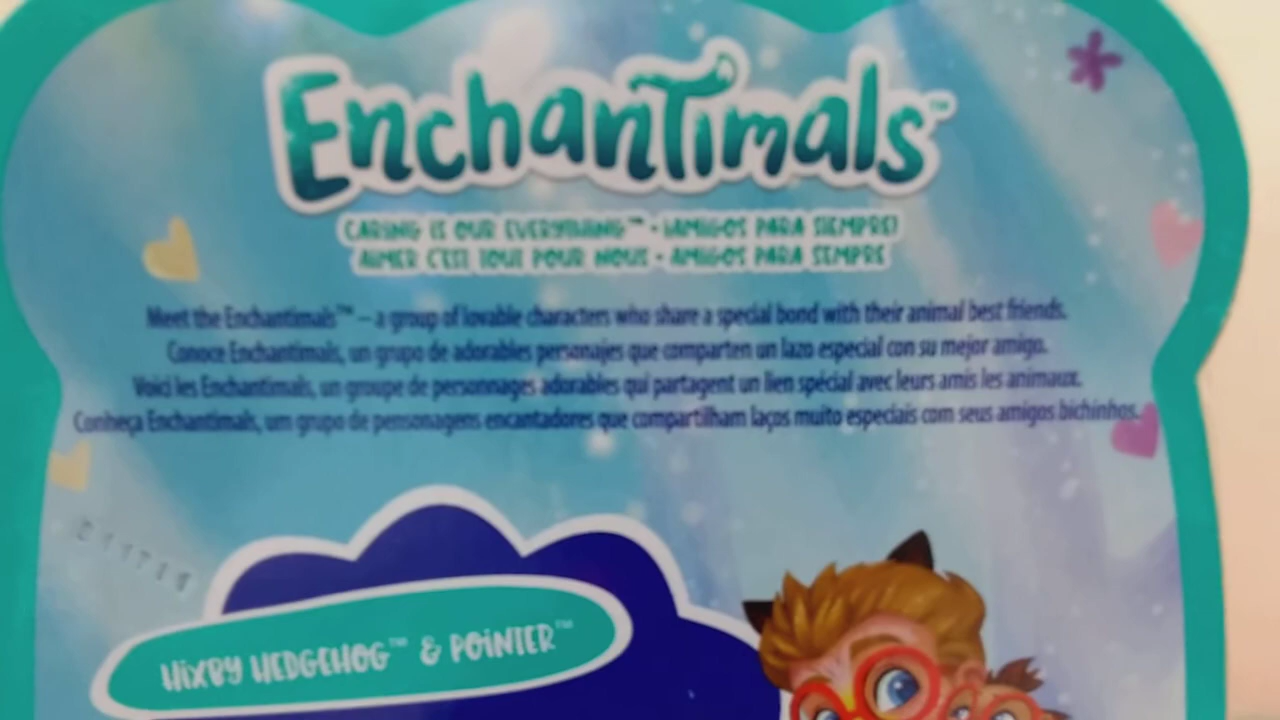 Enchantimals™
CARING IS OUR EVERYTHING™ • ¡AMIGOS PARA SIEMPRE!
AIMER C'EST TOUT POUR NOUS • AMIGOS PARA SEMPRE
Meet the Enchantimals™ – a group of lovable characters who share a special bond with their animal best friends.
Conoce Enchantimals, un grupo de adorables personajes que comparten un lazo especial con su mejor amigo.
Voici les Enchantimals, un groupe de personnages adorables qui partagent un lien spécial avec leurs amis les animaux.
Conheça Enchantimals, um grupo de personagens encantadores que compartilham laços muito especiais com seus amigos bichinhos.
HIXBY HEDGEHOG™ & POINTER™